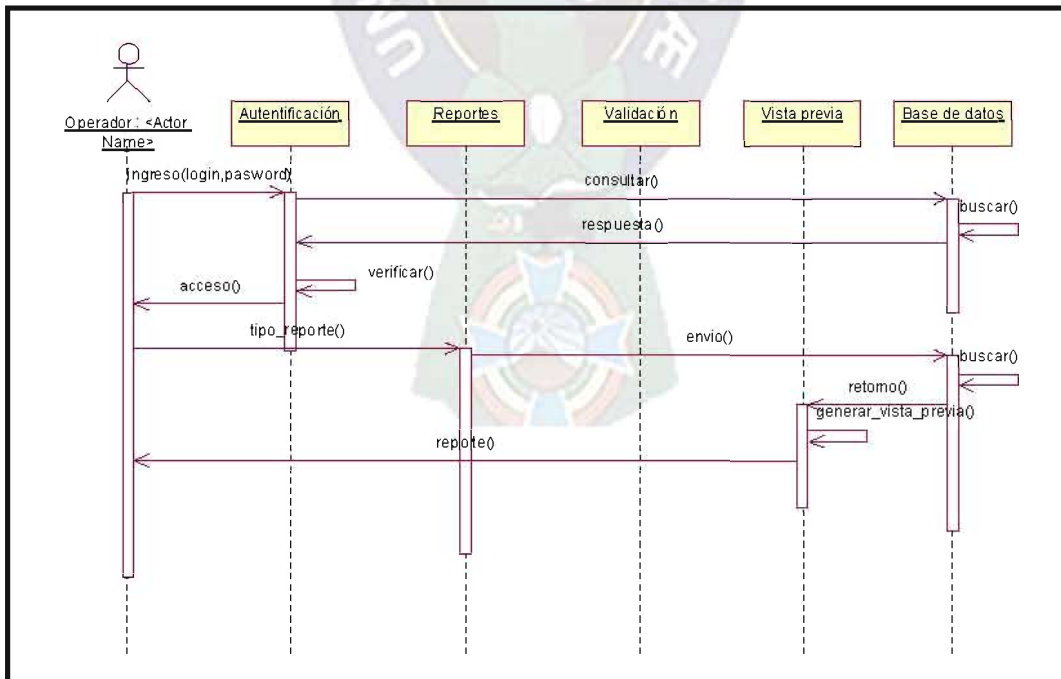 Operador : <Actor
Name>
Autentificación
Reportes
Validación
Vista previa
Base de datos
Ingreso(login,pasword)
consultar()
buscar()
respuesta()
verificar()
acceso()
tipo_reporte()
envio()
buscar()
retorno()
generar_vista_previa()
reporte()